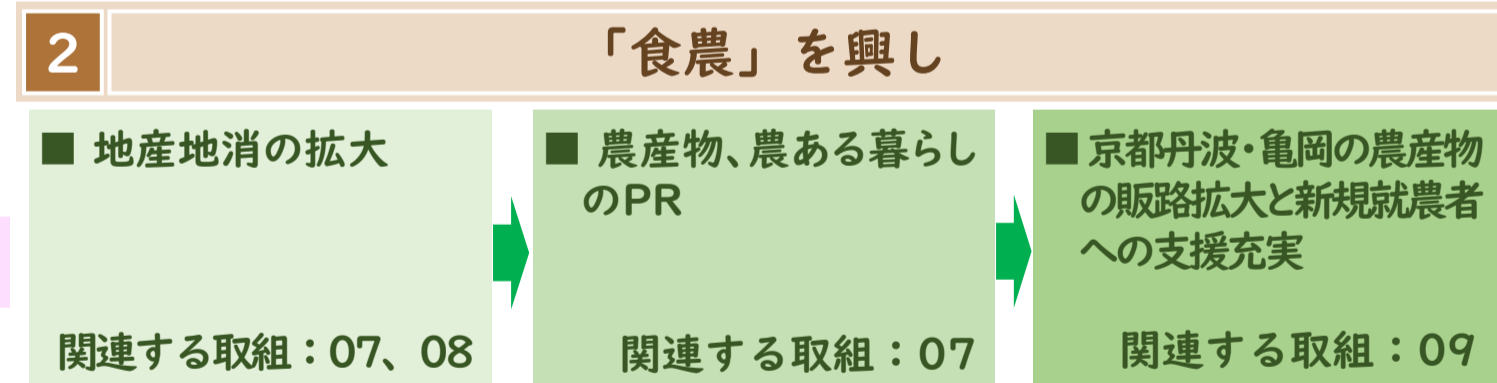 2
「食農」を興し
■ 地産地消の拡大
関連する取組：07、08
■ 農産物、農ある暮らし
のPR
関連する取組：07
■ 京都丹波・亀岡の農産物
の販路拡大と新規就農者
への支援充実
関連する取組：09